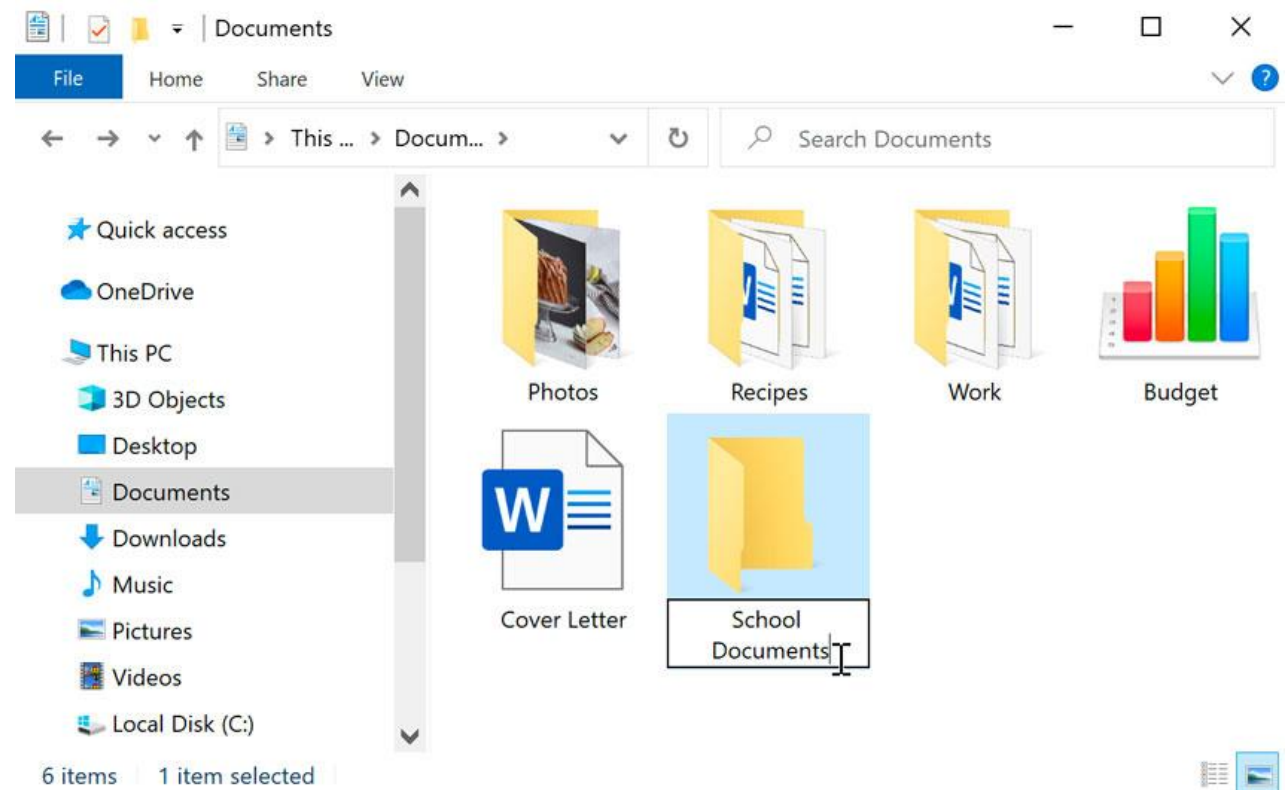 Documents
File Home Share View
This ... Docum... Search Documents
Quick access
OneDrive
This PC
3D Objects
Desktop
Documents
Downloads
Music
Pictures
Videos
Local Disk (C:)
Photos Recipes Work Budget
Cover Letter School
Documents
6 items 1 item selected